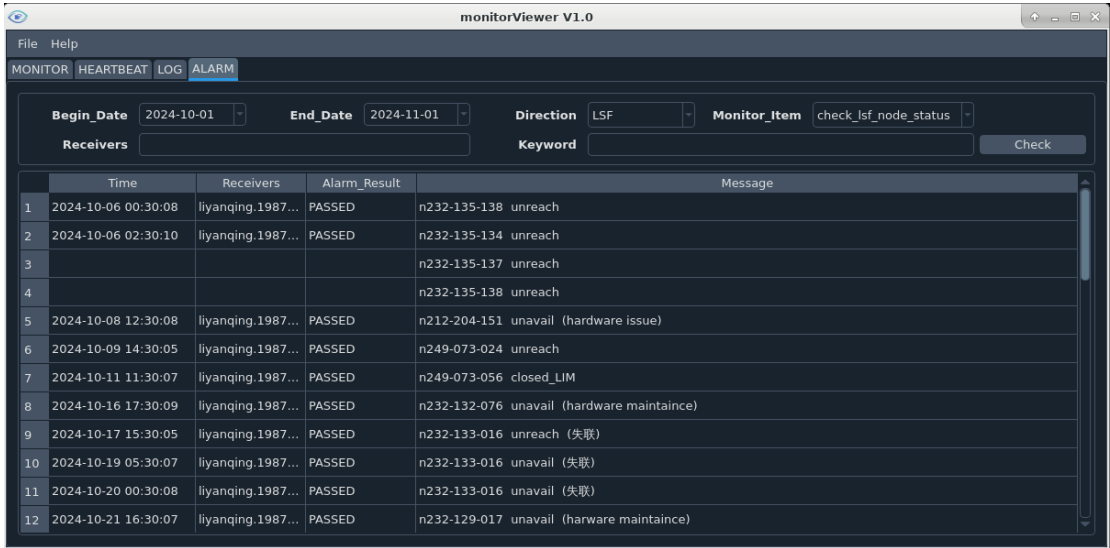 monitorViewer V1.0
File Help
MONITOR HEARTBEAT LOG ALARM
Begin_Date 2024-10-01 End_Date 2024-11-01 Direction LSF Monitor_Item check_lsf_node_status
Receivers Keyword Check
Time Receivers Alarm_Result Message
1 2024-10-06 00:30:08 liyanqing.1987... PASSED n232-135-138 unreach
2 2024-10-06 02:30:10 liyanqing.1987... PASSED n232-135-134 unreach
3 n232-135-137 unreach
4 n232-135-138 unreach
5 2024-10-08 12:30:08 liyanqing.1987... PASSED n212-204-151 unavail (hardware issue)
6 2024-10-09 14:30:05 liyanqing.1987... PASSED n249-073-024 unreach
7 2024-10-11 11:30:07 liyanqing.1987... PASSED n249-073-056 closed_LIM
8 2024-10-16 17:30:09 liyanqing.1987... PASSED n232-132-076 unavail (hardware maintaince)
9 2024-10-17 15:30:05 liyanqing.1987... PASSED n232-133-016 unreach (失联)
10 2024-10-19 05:30:07 liyanqing.1987... PASSED n232-133-016 unavail (失联)
11 2024-10-20 00:30:08 liyanqing.1987... PASSED n232-133-016 unavail (失联)
12 2024-10-21 16:30:07 liyanqing.1987... PASSED n232-129-017 unavail (harware maintaince)